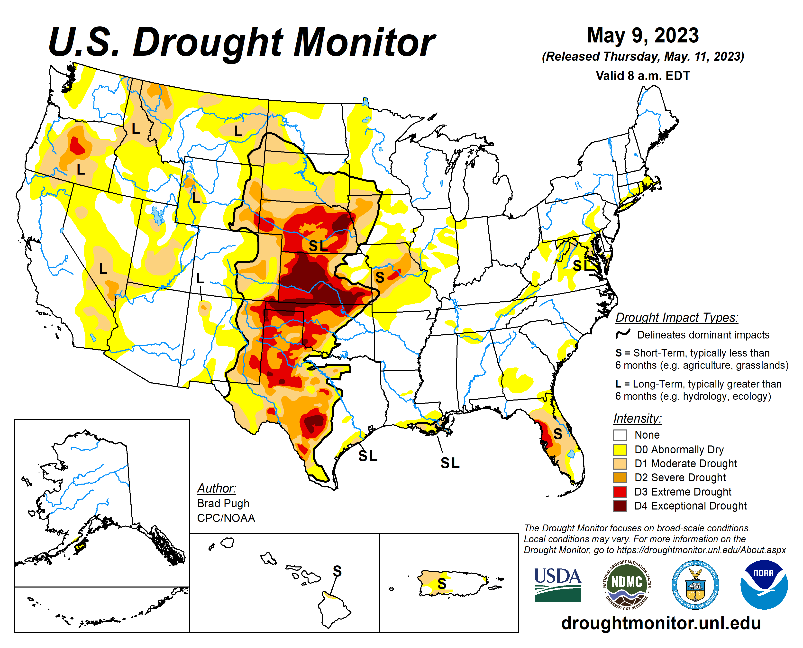 U.S. Drought Monitor
May 9, 2023
(Released Thursday, May. 11, 2023)
Valid 8 a.m. EDT
L
L
L
L
L
L
SL
S
SL
S
SL
SL
S
S
Drought Impact Types:
Delineates dominant impacts
S = Short-Term, typically less than
6 months (e.g. agriculture, grasslands)
L = Long-Term, typically greater than
6 months (e.g. hydrology, ecology)
Intensity:
None
D0 Abnormally Dry
D1 Moderate Drought
D2 Severe Drought
D3 Extreme Drought
D4 Exceptional Drought
Author:
Brad Pugh
CPC/NOAA
The Drought Monitor focuses on broad-scale conditions.
Local conditions may vary. For more information on the
Drought Monitor, go to https://droughtmonitor.unl.edu/About.aspx
USDA
NDMC
NOAA
droughtmonitor.unl.edu